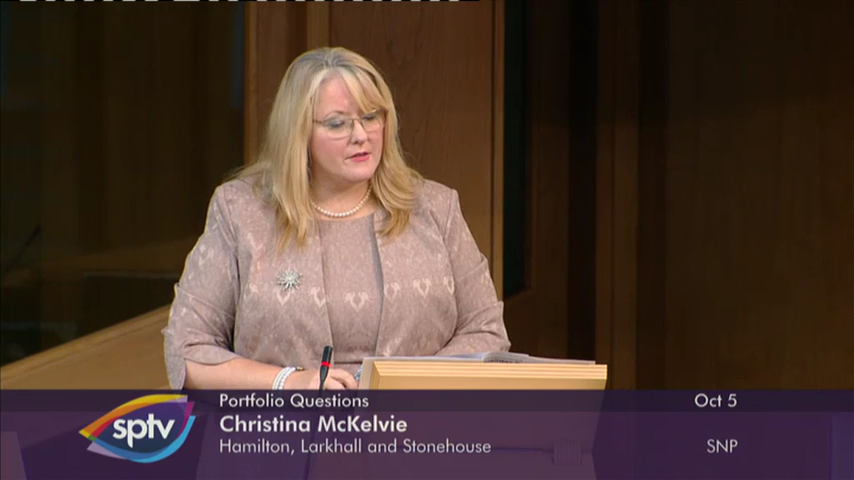 Portfolio Questions
Oct 5
Christina McKelvie
Hamilton, Larkhall and Stonehouse
SNP
sptv